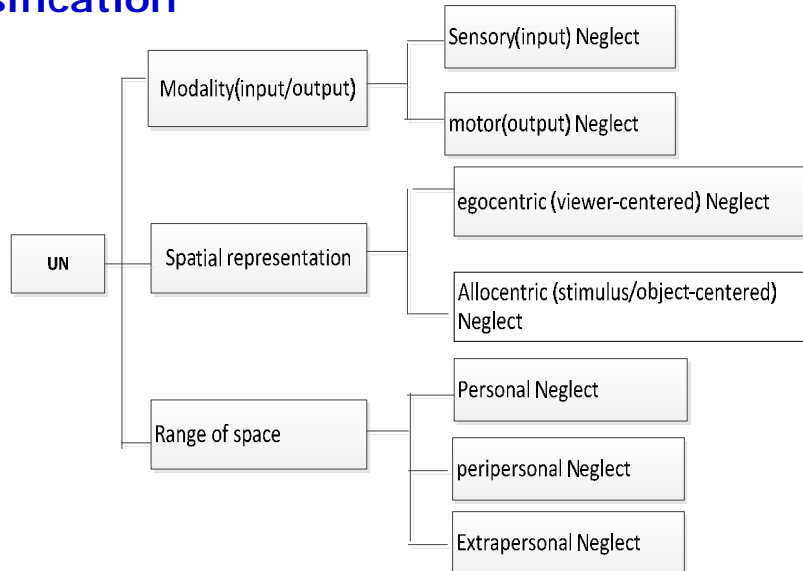 Sensory(input) Neglect
Modality(input/output)
motor(output) Neglect
egocentric (viewer-centered) Neglect
UN
Spatial representation
Allocentric (stimulus/object-centered)
Neglect
Personal Neglect
Range of space
peripersonal Neglect
Extrapersonal Neglect